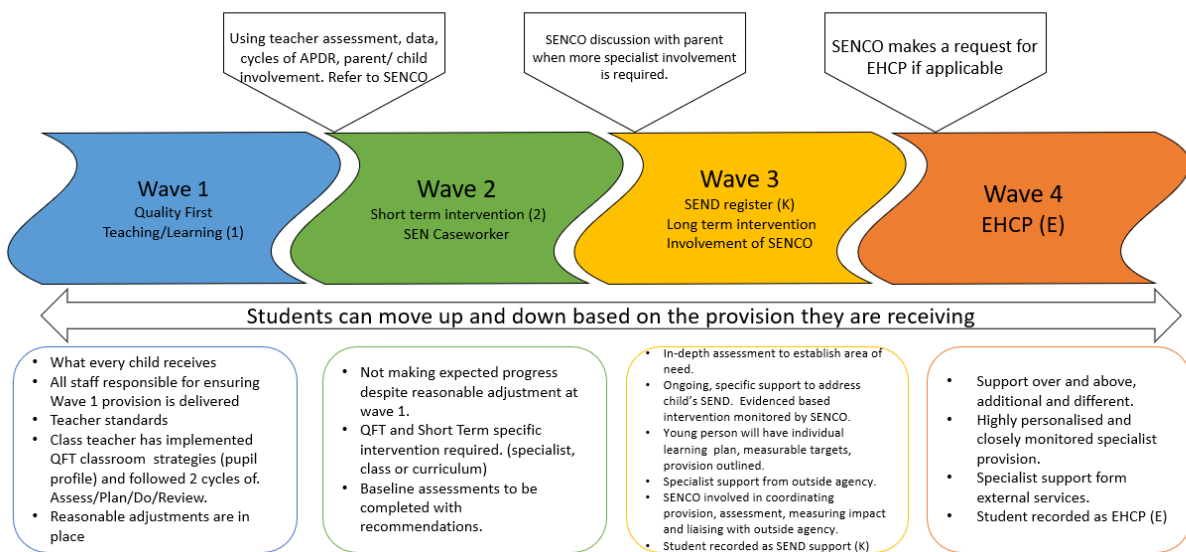 Using teacher assessment, data,
cycles of APDR, parent/ child
involvement. Refer to SENCO
SENCO discussion with parent
when more specialist involvement
is required.
SENCO makes a request for
EHCP if applicable
Wave 1
Quality First
Teaching/Learning (1)
Wave 2
Short term intervention (2)
SEN Caseworker
Wave 3
SEND register (K)
Long term intervention
Involvement of SENCO
Wave 4
EHCP (E)
Students can move up and down based on the provision they are receiving
• What every child receives
• All staff responsible for ensuring
Wave 1 provision is delivered
• Teacher standards
• Class teacher has implemented
QFT classroom strategies (pupil
profile) and followed 2 cycles of.
Assess/Plan/Do/Review.
• Reasonable adjustments are in
place
• Not making expected progress
despite reasonable adjustment at
wave 1.
• QFT and Short Term specific
intervention required. (specialist,
class or curriculum)
• Baseline assessments to be
completed with
recommendations.
• In-depth assessment to establish area of
need.
• Ongoing, specific support to address
child's SEND. Evidenced based
intervention monitored by SENCO.
• Young person will have individual
learning plan, measurable targets,
provision outlined.
• Specialist support from outside agency.
• SENCO involved in coordinating
provision, assessment, measuring impact
and liaising with outside agency.
• Student recorded as SEND support (K)
• Support over and above,
additional and different.
• Highly personalised and
closely monitored specialist
provision.
• Specialist support form
external services.
• Student recorded as EHCP (E)